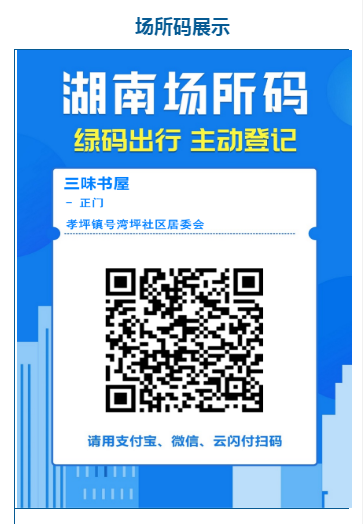 场所码展示
湖南场所码
绿码出行 主动登记
三味书屋
- 正门
孝坪镇号湾坪社区居委会
请用支付宝、微信、云闪付扫码